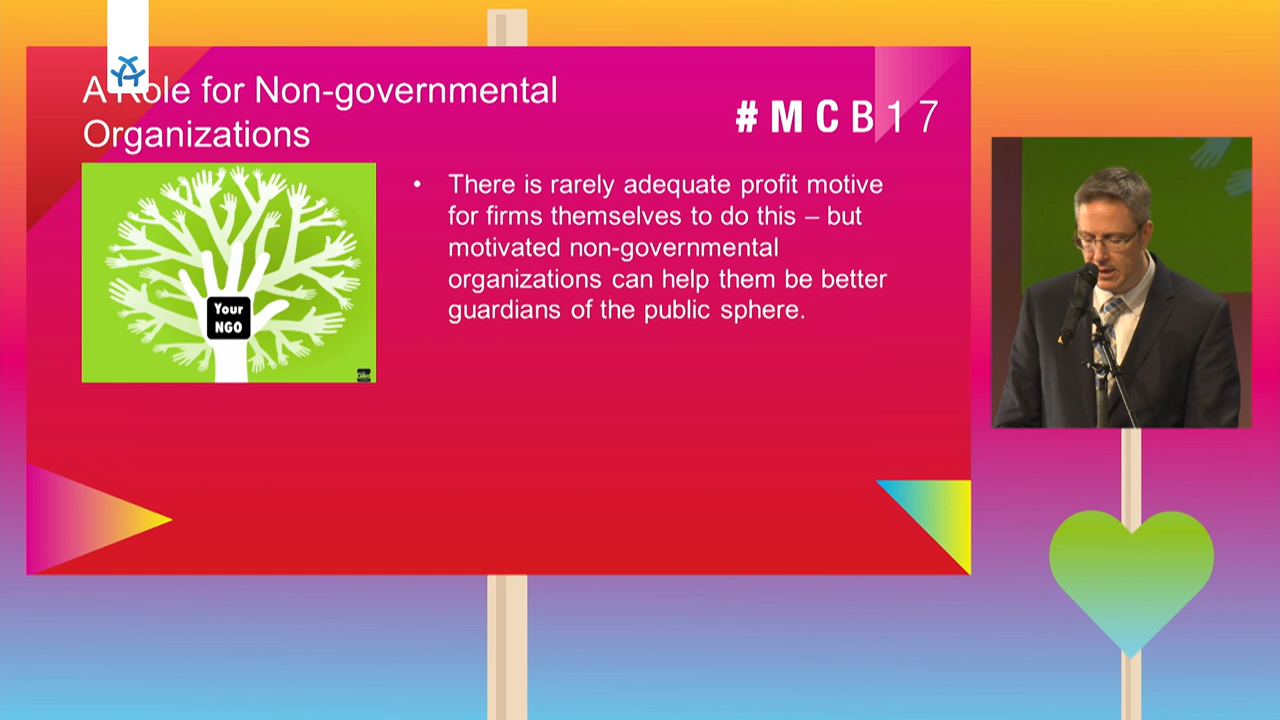 A Role for Non-governmental
Organizations
#MCB17
• There is rarely adequate profit motive
for firms themselves to do this – but
motivated non-governmental
organizations can help them be better
guardians of the public sphere.
Your
NGO